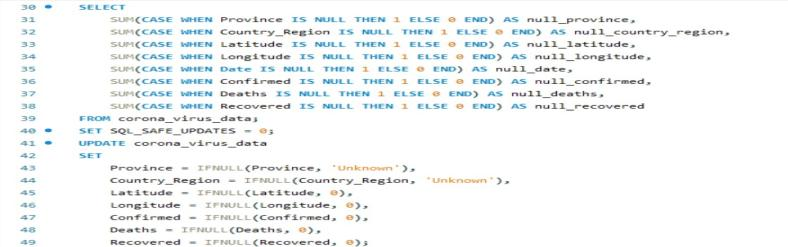 30 SELECT
31 SUM(CASE WHEN Province IS NULL THEN 1 ELSE 0 END) AS null_province,
32 SUM(CASE WHEN Country_Region IS NULL THEN 1 ELSE 0 END) AS null_country_region,
33 SUM(CASE WHEN Latitude IS NULL THEN 1 ELSE 0 END) AS null_latitude,
34 SUM(CASE WHEN Longitude IS NULL THEN 1 ELSE 0 END) AS null_longitude,
35 SUM(CASE WHEN Date IS NULL THEN 1 ELSE 0 END) AS null_date,
36 SUM(CASE WHEN Confirmed IS NULL THEN 1 ELSE 0 END) AS null_confirmed,
37 SUM(CASE WHEN Deaths IS NULL THEN 1 ELSE 0 END) AS null_deaths,
38 SUM(CASE WHEN Recovered IS NULL THEN 1 ELSE 0 END) AS null_recovered
39 FROM corona_virus_data;
40 SET SQL_SAFE_UPDATES = 0;
41 UPDATE corona_virus_data
42 SET
43 Province = IFNULL(Province, 'Unknown'),
44 Country_Region = IFNULL(Country_Region, 'Unknown'),
45 Latitude = IFNULL(Latitude, 0),
46 Longitude = IFNULL(Longitude, 0),
47 Confirmed = IFNULL(Confirmed, 0),
48 Deaths = IFNULL(Deaths, 0),
49 Recovered = IFNULL(Recovered, 0);